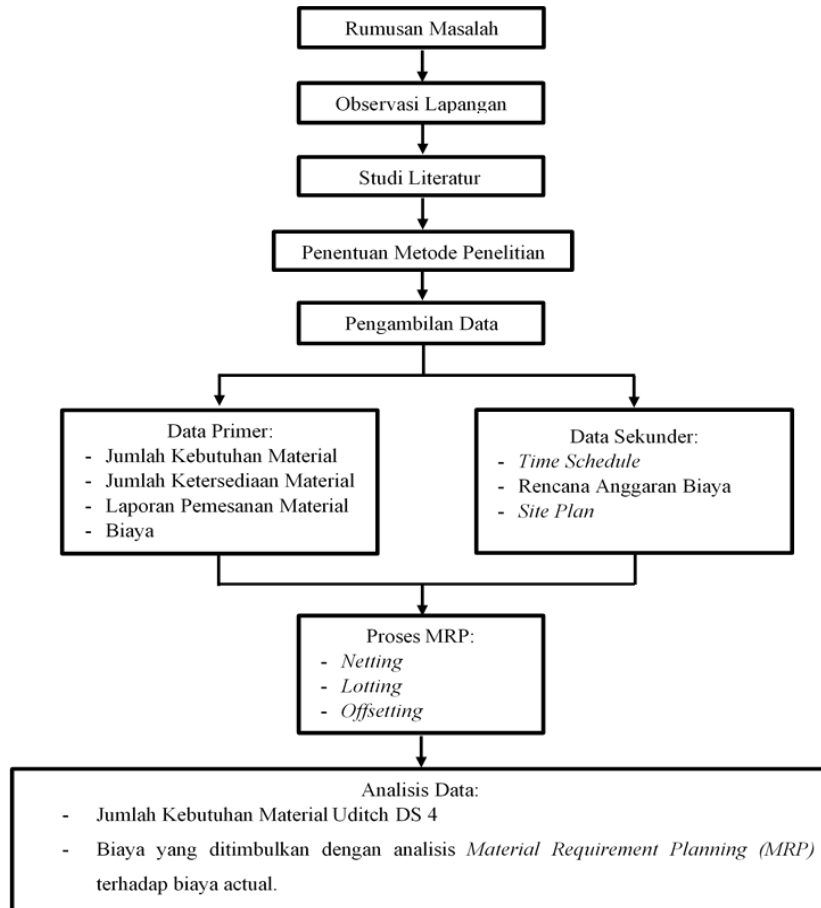 Rumusan Masalah
Observasi Lapangan
Studi Literatur
Penentuan Metode Penelitian
Pengambilan Data
Data Primer:
- Jumlah Kebutuhan Material
- Jumlah Ketersediaan Material
- Laporan Pemesanan Material
- Biaya
Data Sekunder:
- Time Schedule
- Rencana Anggaran Biaya
- Site Plan
Proses MRP:
- Netting
- Lotting
- Offsetting
Analisis Data:
- Jumlah Kebutuhan Material Uditch DS 4
- Biaya yang ditimbulkan dengan analisis Material Requirement Planning (MRP)
terhadap biaya actual.